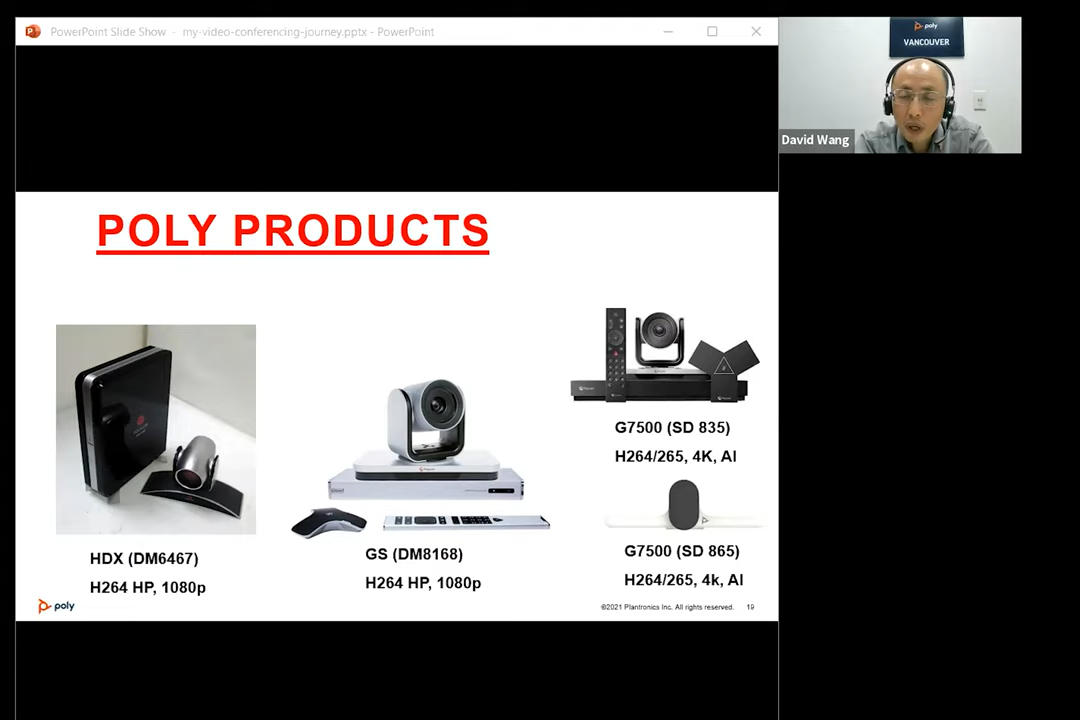 PowerPoint Slide Show - my-video-conferencing-journey.pptx - PowerPoint
poly
VANCOUVER
David Wang
POLY PRODUCTS
HDX (DM6467)
H264 HP, 1080p
GS (DM8168)
H264 HP, 1080p
G7500 (SD 835)
H264/265, 4K, AI
G7500 (SD 865)
H264/265, 4k, AI
poly
©2021 Plantronics Inc. All rights reserved. 19